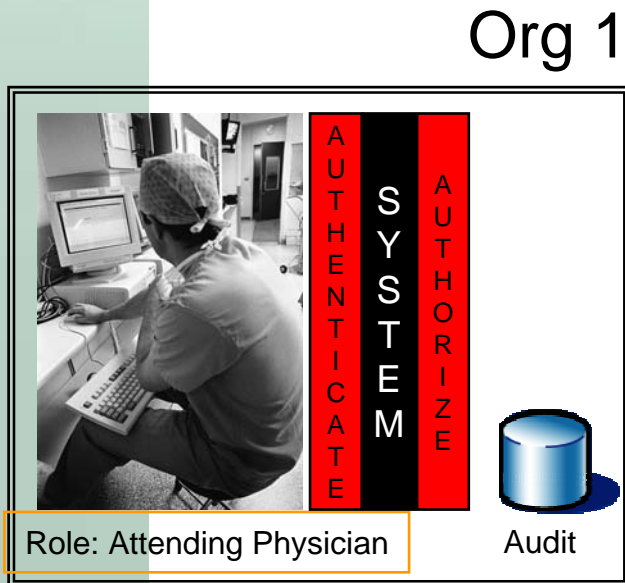 Org 1
AUTHENTICATE
SYSTEM
AUTHORIZE
Role: Attending Physician
Audit